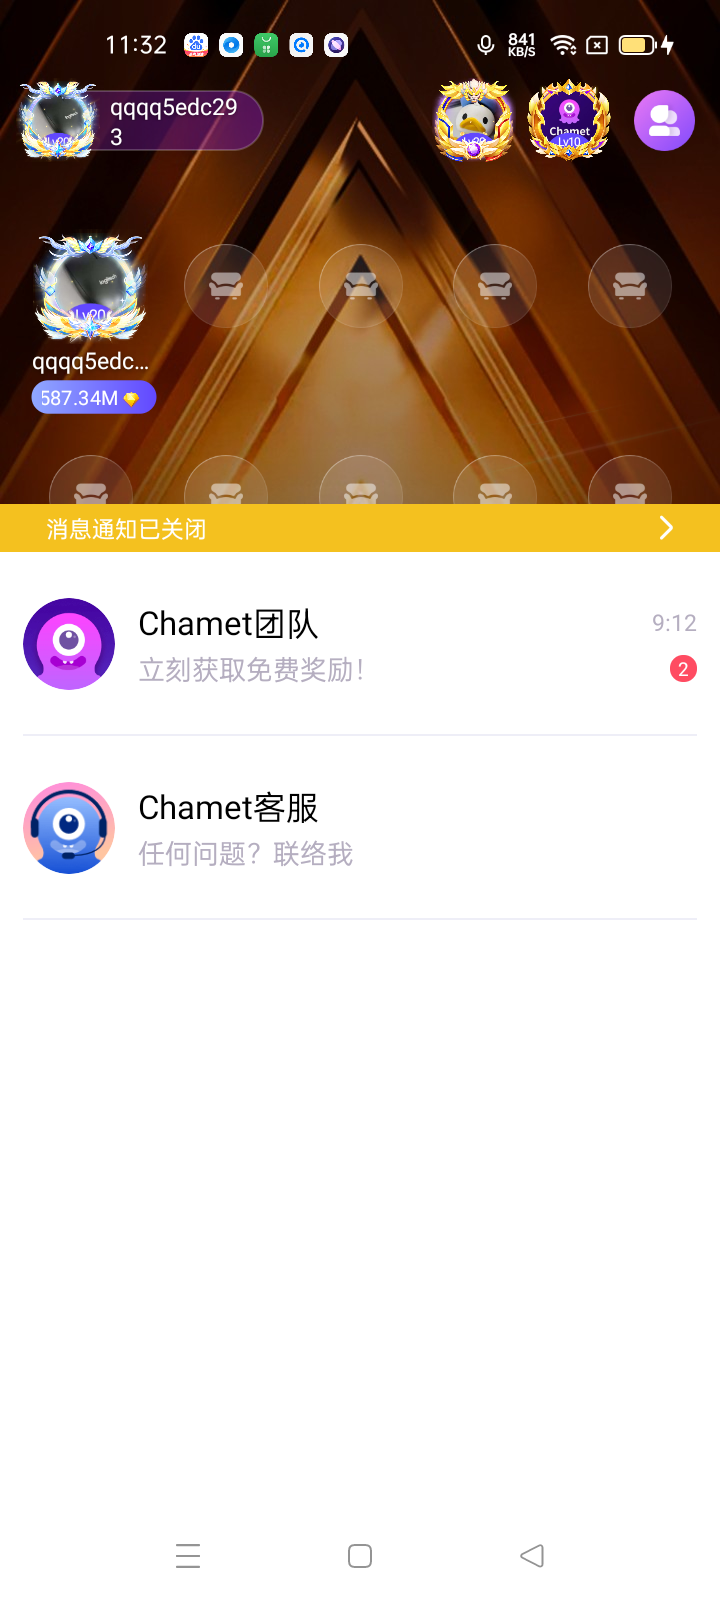 11:32
841
KB/S
qqqq5edc29
3
Lv20
Chamet
Lv10
Lv20
qqqq5edc...
587.34M
消息通知已关闭
Chamet团队
9:12
立刻获取免费奖励!
2
Chamet客服
任何问题？联络我